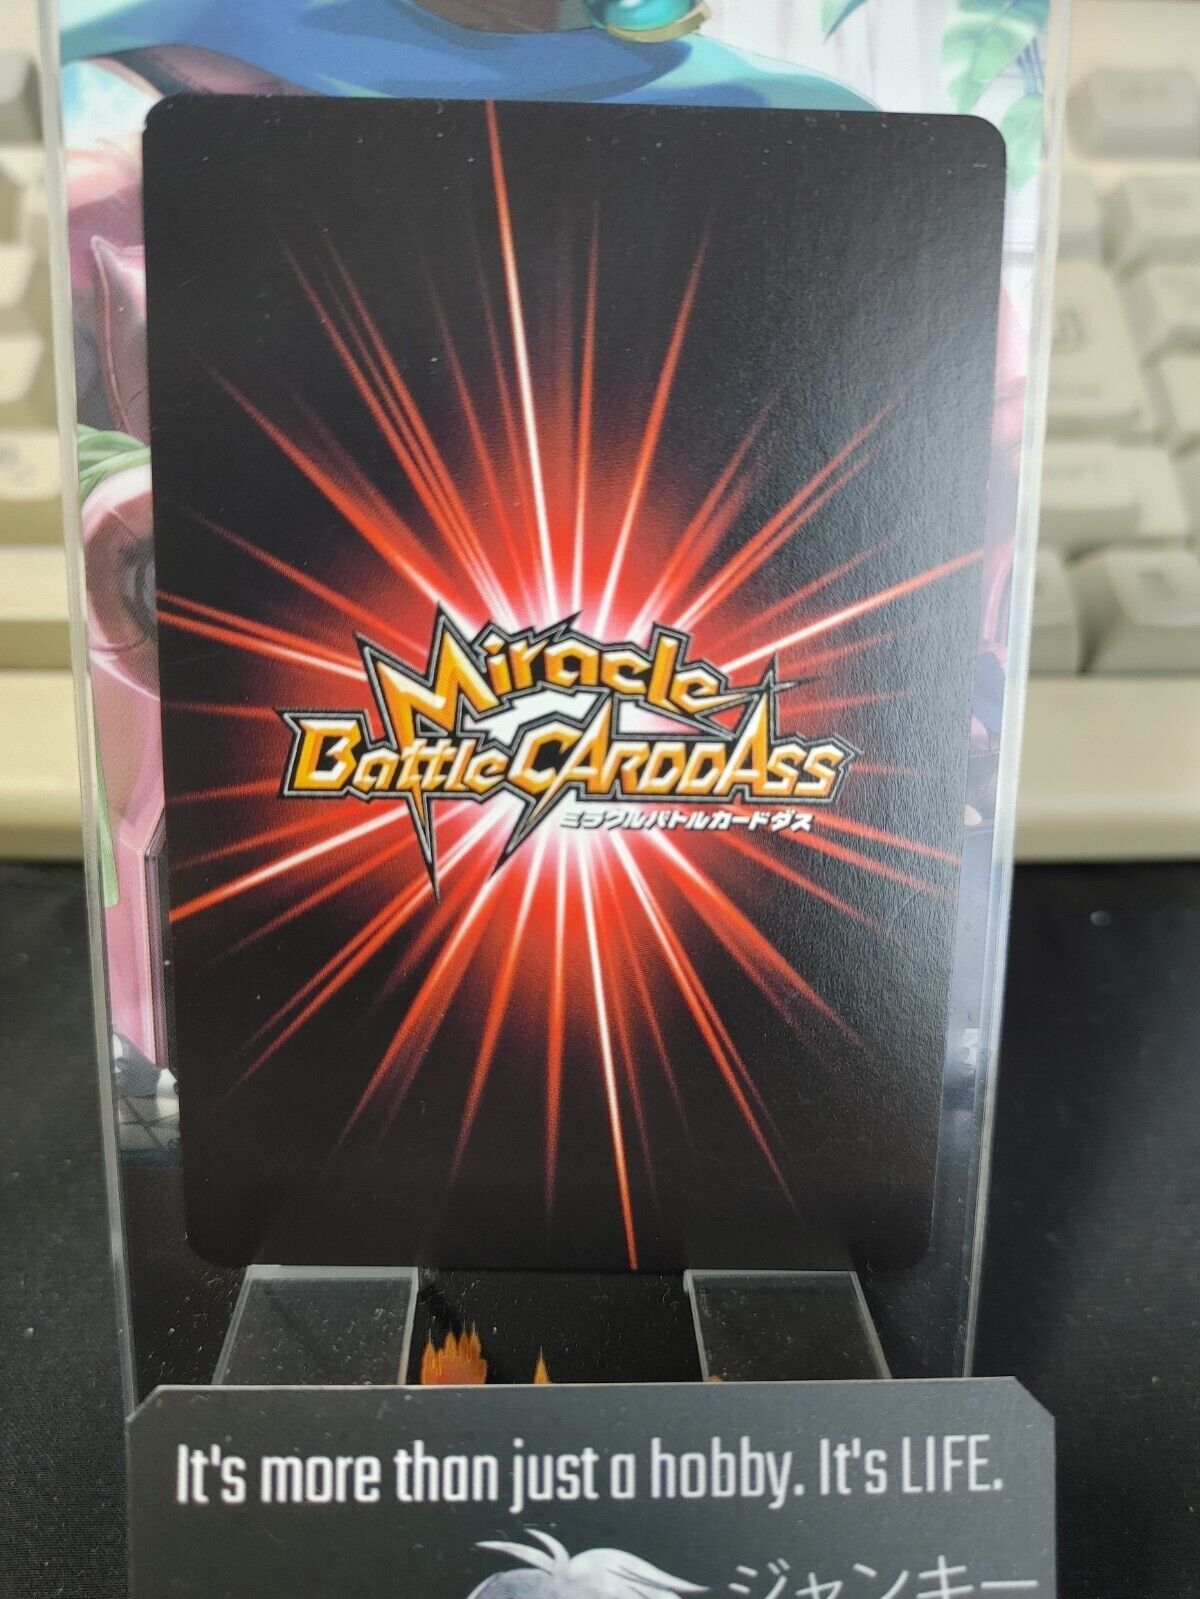 Miracle
Battle CARDDASS
ミラクルバトルカードダス
It's more than just a hobby. It's LIFE.
ジャンキー